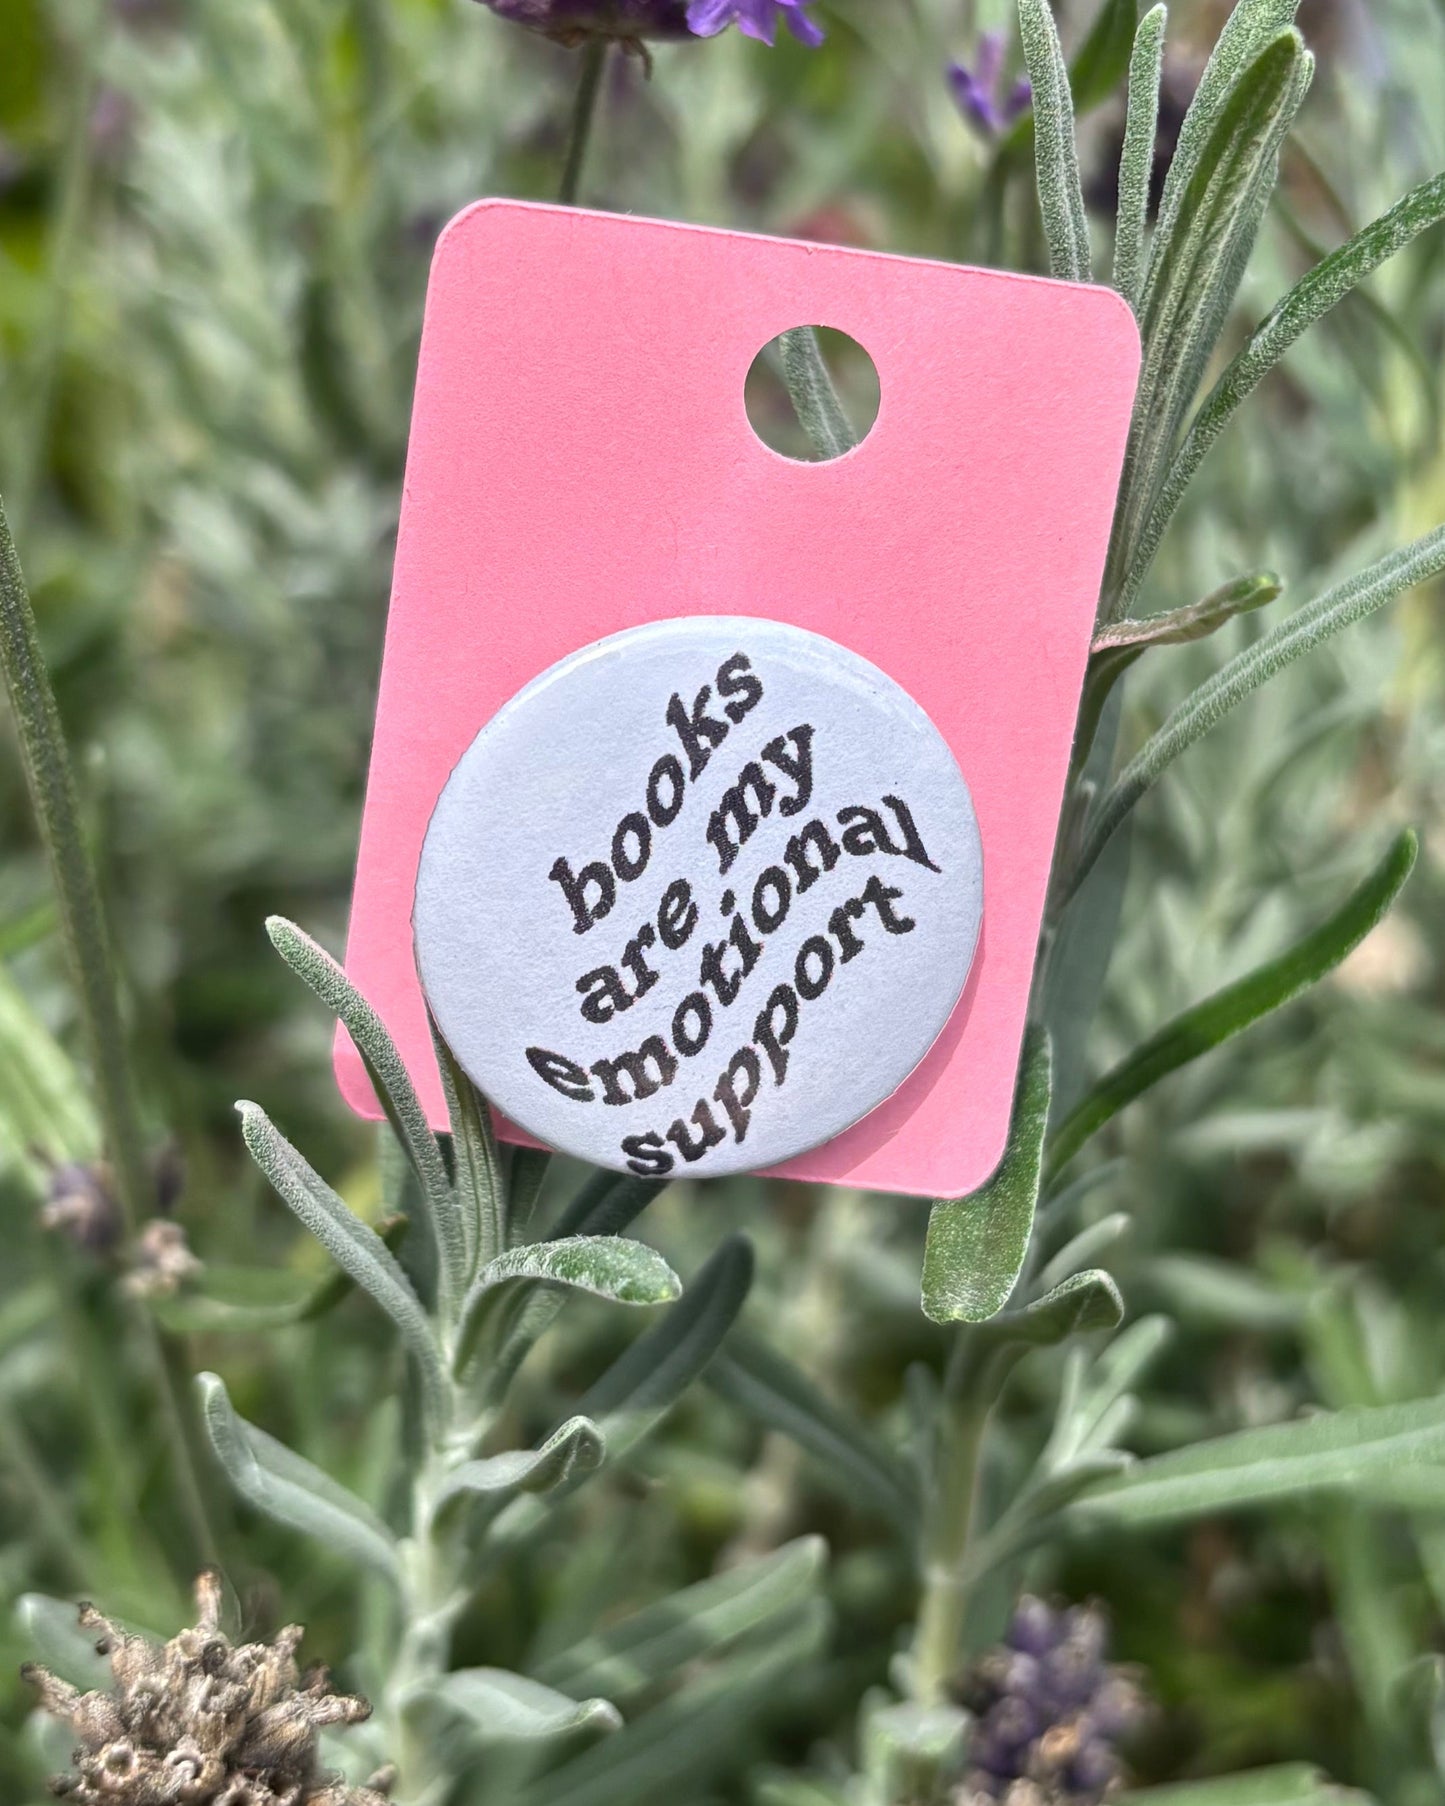 books
are my
emotional
support